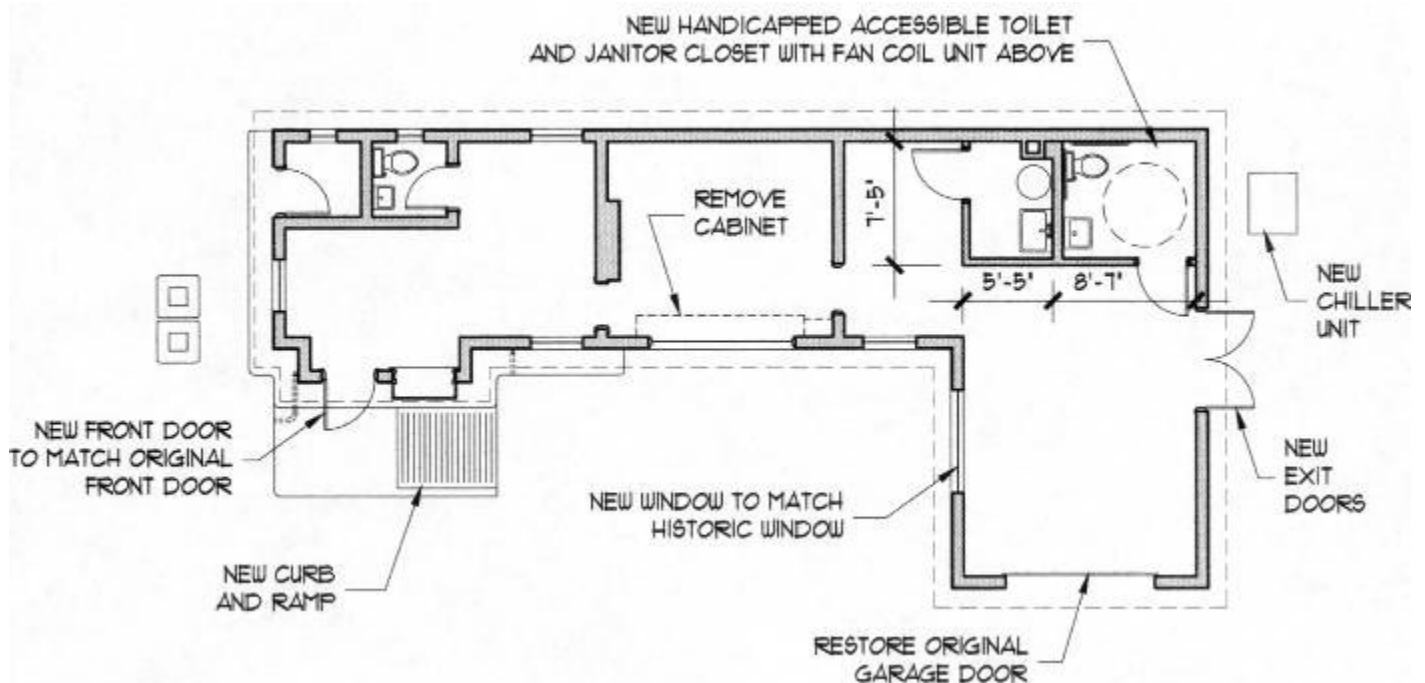 NEW HANDICAPPED ACCESSIBLE TOILET
AND JANITOR CLOSET WITH FAN COIL UNIT ABOVE
REMOVE
CABINET
7'-5"
5'-5"
8'-7"
NEW
CHILLER
UNIT
NEW FRONT DOOR
TO MATCH ORIGINAL
FRONT DOOR
NEW WINDOW TO MATCH
HISTORIC WINDOW
NEW
EXIT
DOORS
NEW CURB
AND RAMP
RESTORE ORIGINAL
GARAGE DOOR